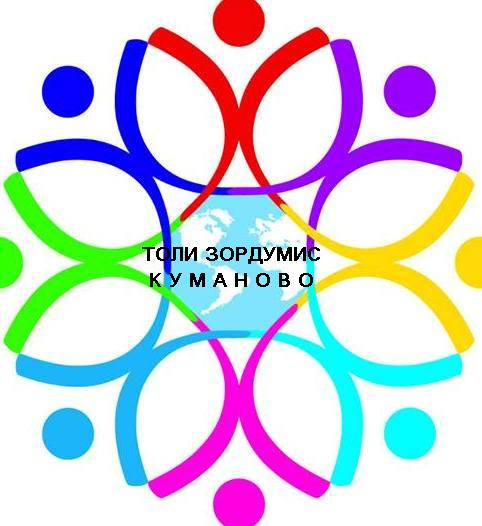 ТОЛИ ЗОРДУМИС
К У М А Н О В О